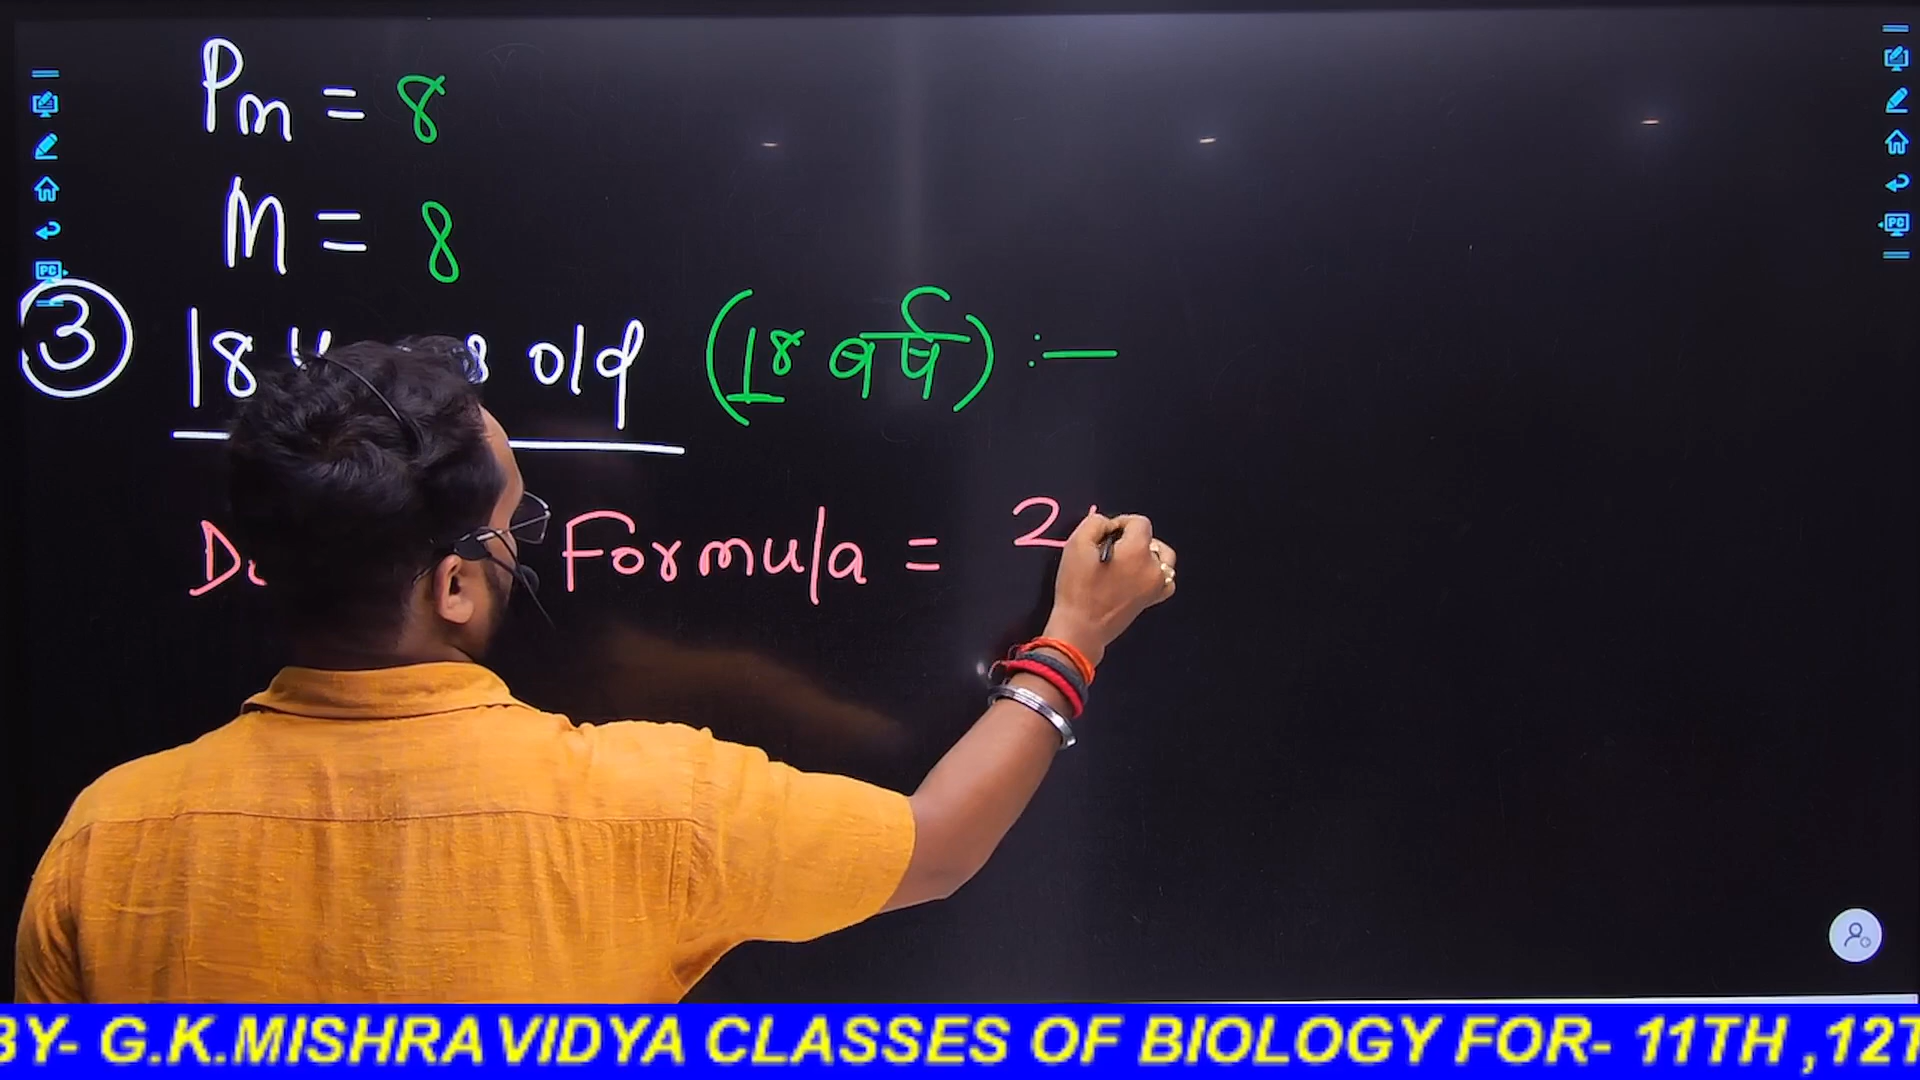 Pm = 8
M = 8
③ 18 old (18 वर्ष) :-
Formula = 2
BY- G.K.MISHRA VIDYA CLASSES OF BIOLOGY FOR- 11TH ,12T